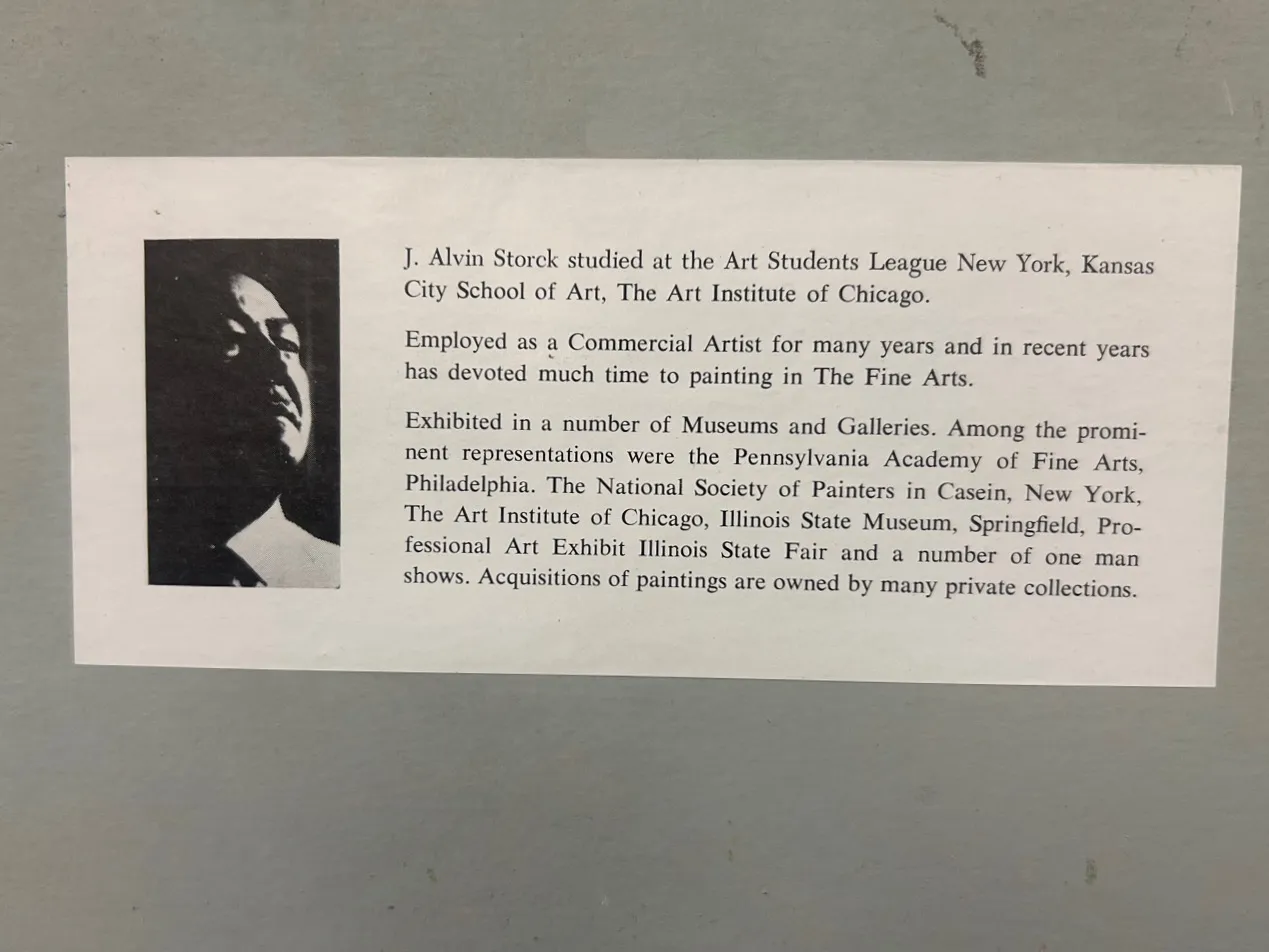 J. Alvin Storck studied at the Art Students League New York, Kansas
City School of Art, The Art Institute of Chicago.
Employed as a Commercial Artist for many years and in recent years
has devoted much time to painting in The Fine Arts.
Exhibited in a number of Museums and Galleries. Among the promi-
nent representations were the Pennsylvania Academy of Fine Arts,
Philadelphia. The National Society of Painters in Casein, New York,
The Art Institute of Chicago, Illinois State Museum, Springfield, Pro-
fessional Art Exhibit Illinois State Fair and a number of one man
shows. Acquisitions of paintings are owned by many private collections.